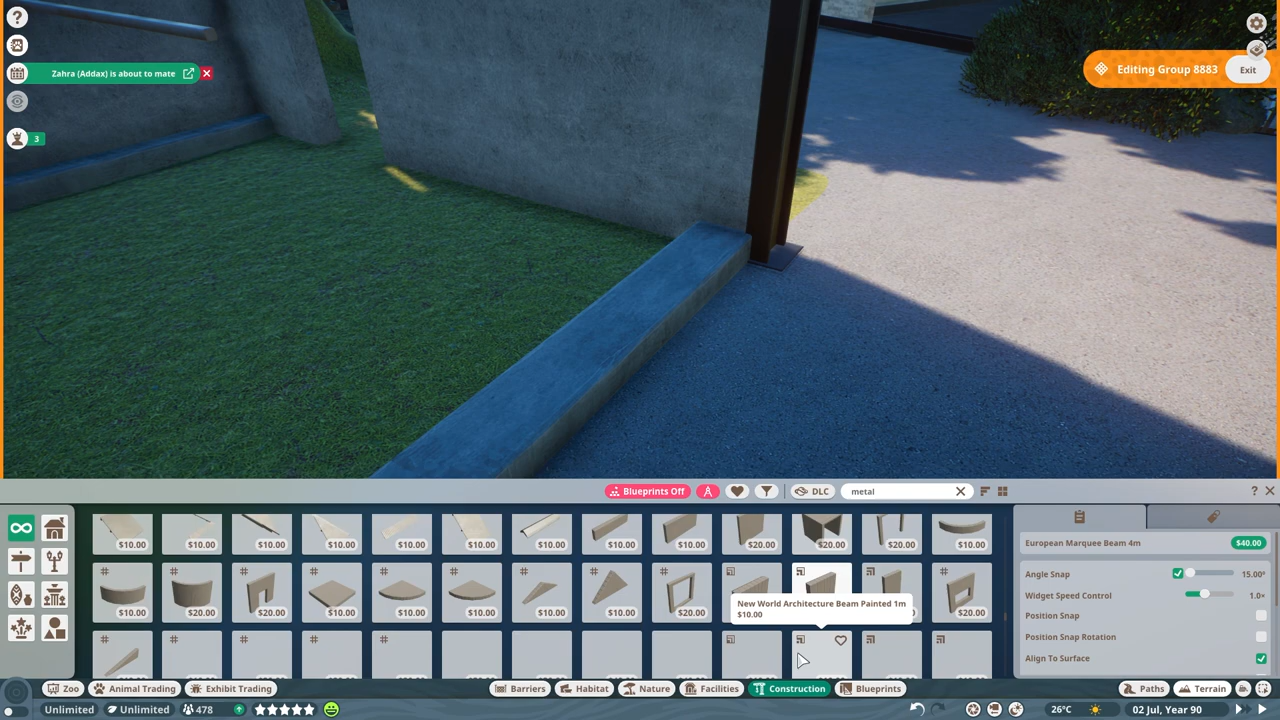 ?
Zahra (Addax) is about to mate
3
Editing Group 8883
Exit
Blueprints Off
DLC
metal
?
$10.00 $10.00 $10.00 $10.00 $10.00 $10.00 $10.00 $10.00 $10.00 $20.00 $20.00 $20.00 $10.00
$10.00 $20.00 $20.00 $10.00 $10.00 $10.00 $10.00 $10.00 $20.00 $20.00
New World Architecture Beam Painted 1m
$10.00
European Marquee Beam 4m
$40.00
Angle Snap
15.00°
Widget Speed Control
1.0×
Position Snap
Position Snap Rotation
Align To Surface
Zoo
Animal Trading
Exhibit Trading
Barriers
Habitat
Nature
Facilities
Construction
Blueprints
Paths
Terrain
Unlimited
Unlimited
478
26°C
02 Jul, Year 90